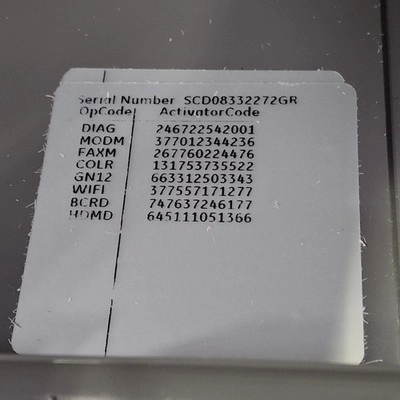 Serial Number SCD08332272GR
OpCode ActivatorCode
DIAG 246722542001
MODM 377012344236
FAXM 267760224476
COLR 131753735522
GN12 663312503343
WIFI 377557171277
BCRD 747637246177
HDMD 645111051366